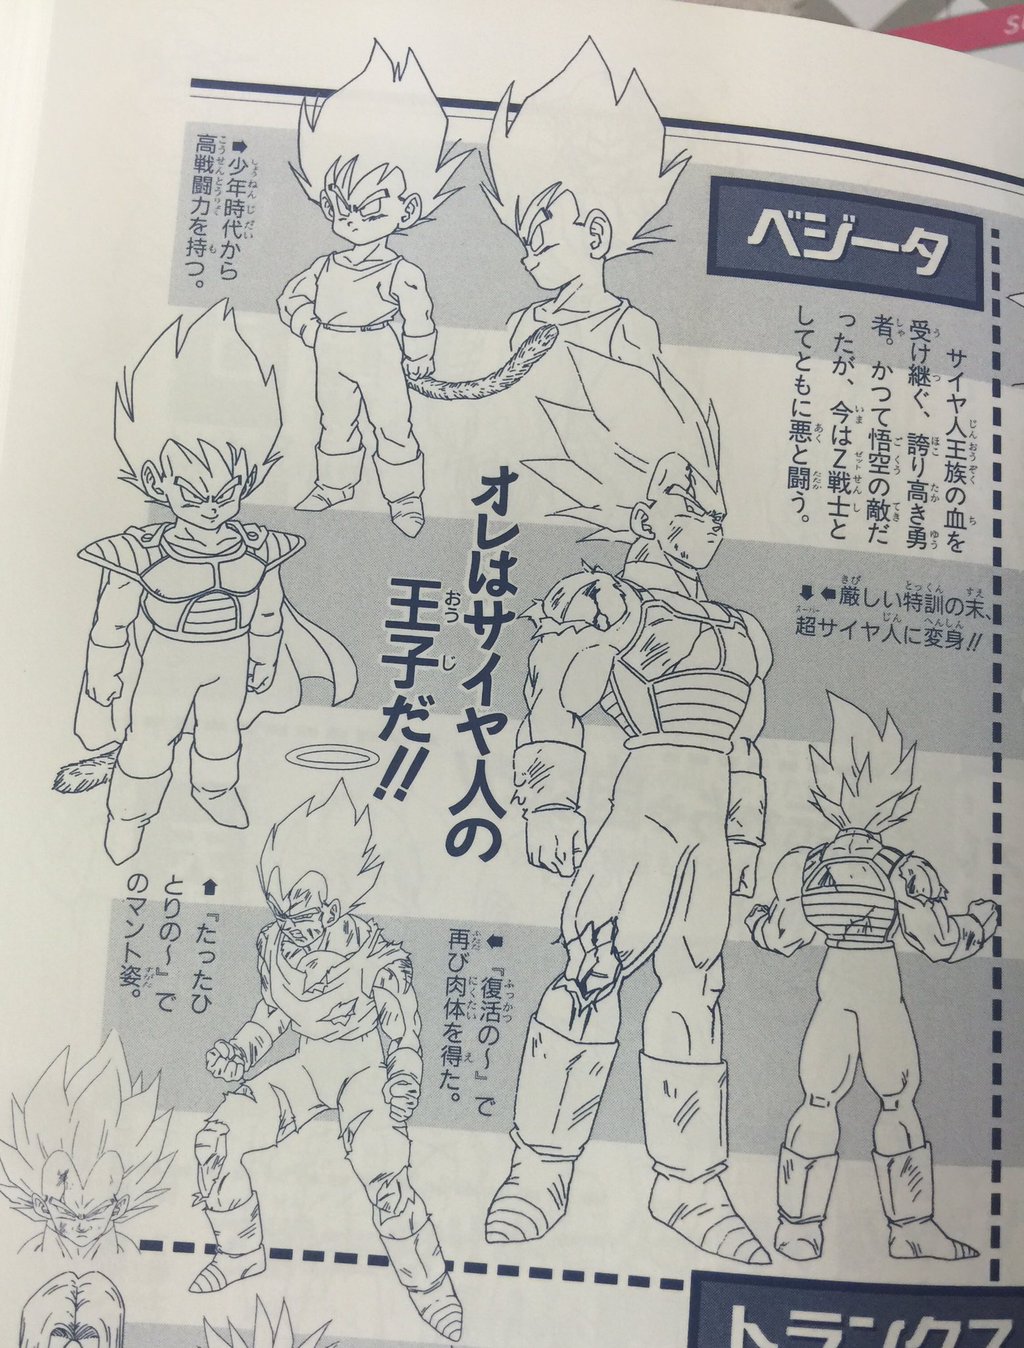 ベジータ
サイヤ人王族の血を
受け継ぐ、誇り高き勇
者。かつて悟空の敵だ
ったが、今はZ戦士と
してともに悪と闘う。
⬇⬅厳しい特訓の末、
超サイヤ人に変身!!
➡少年時代から
高戦闘力を持つ。
オレはサイヤ人の
王子だ!!
⬅『復活の〜』で
再び肉体を得た。
⬆『たったひ
とりの〜』で
のマント姿。
トランクス